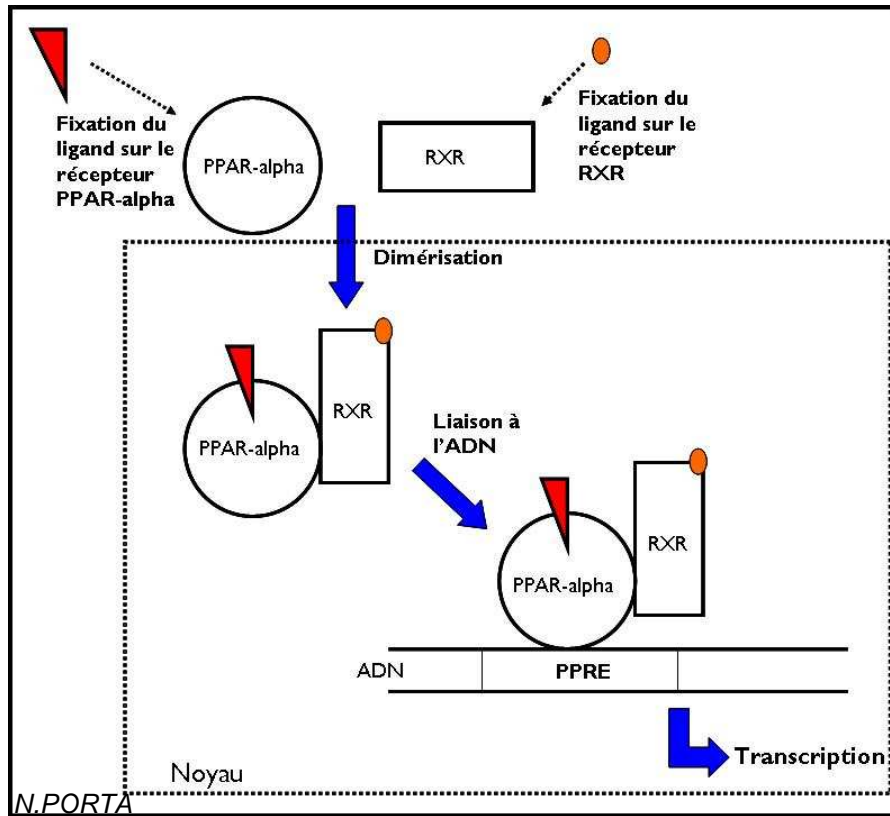 Fixation du
ligand sur le
récepteur
PPAR-alpha
PPAR-alpha
RXR
Fixation du
ligand sur le
récepteur
RXR
Dimérisation
PPAR-alpha
RXR
Liaison à
l'ADN
PPAR-alpha
RXR
ADN
PPRE
Transcription
Noyau
N.PORTA